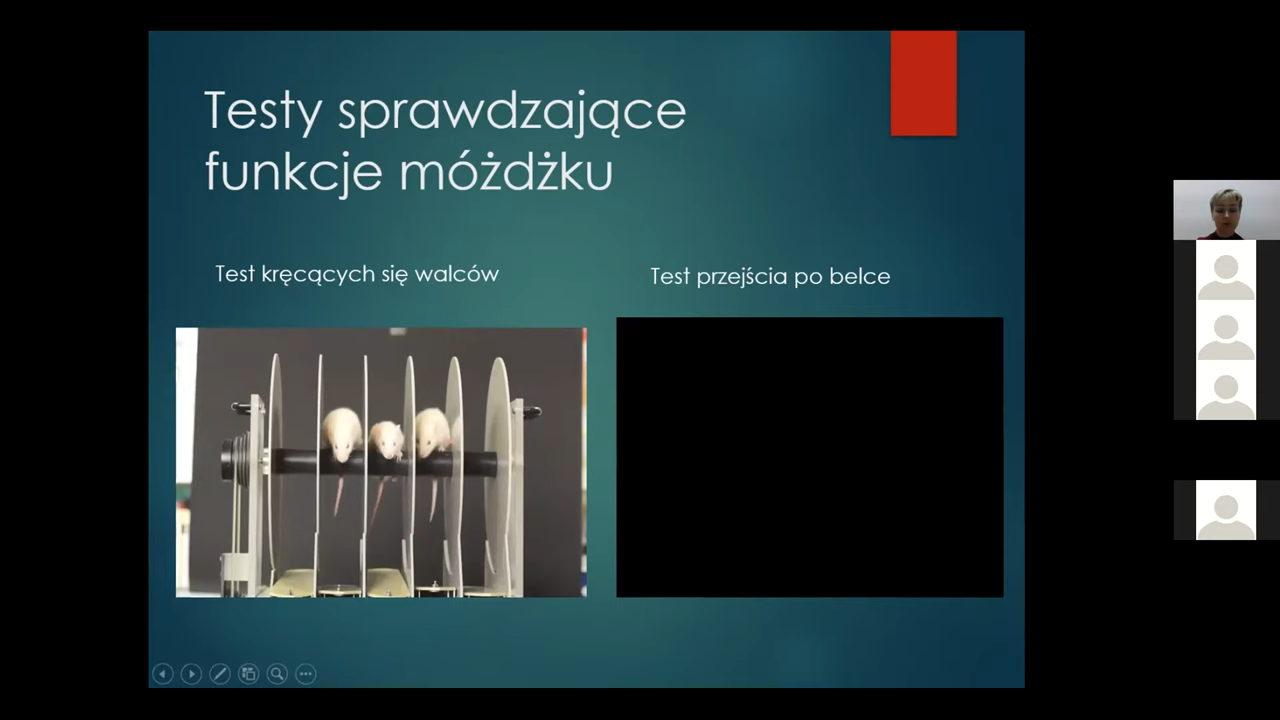 Testy sprawdzające
funkcje móżdżku
Test kręcących się walców
Test przejścia po belce